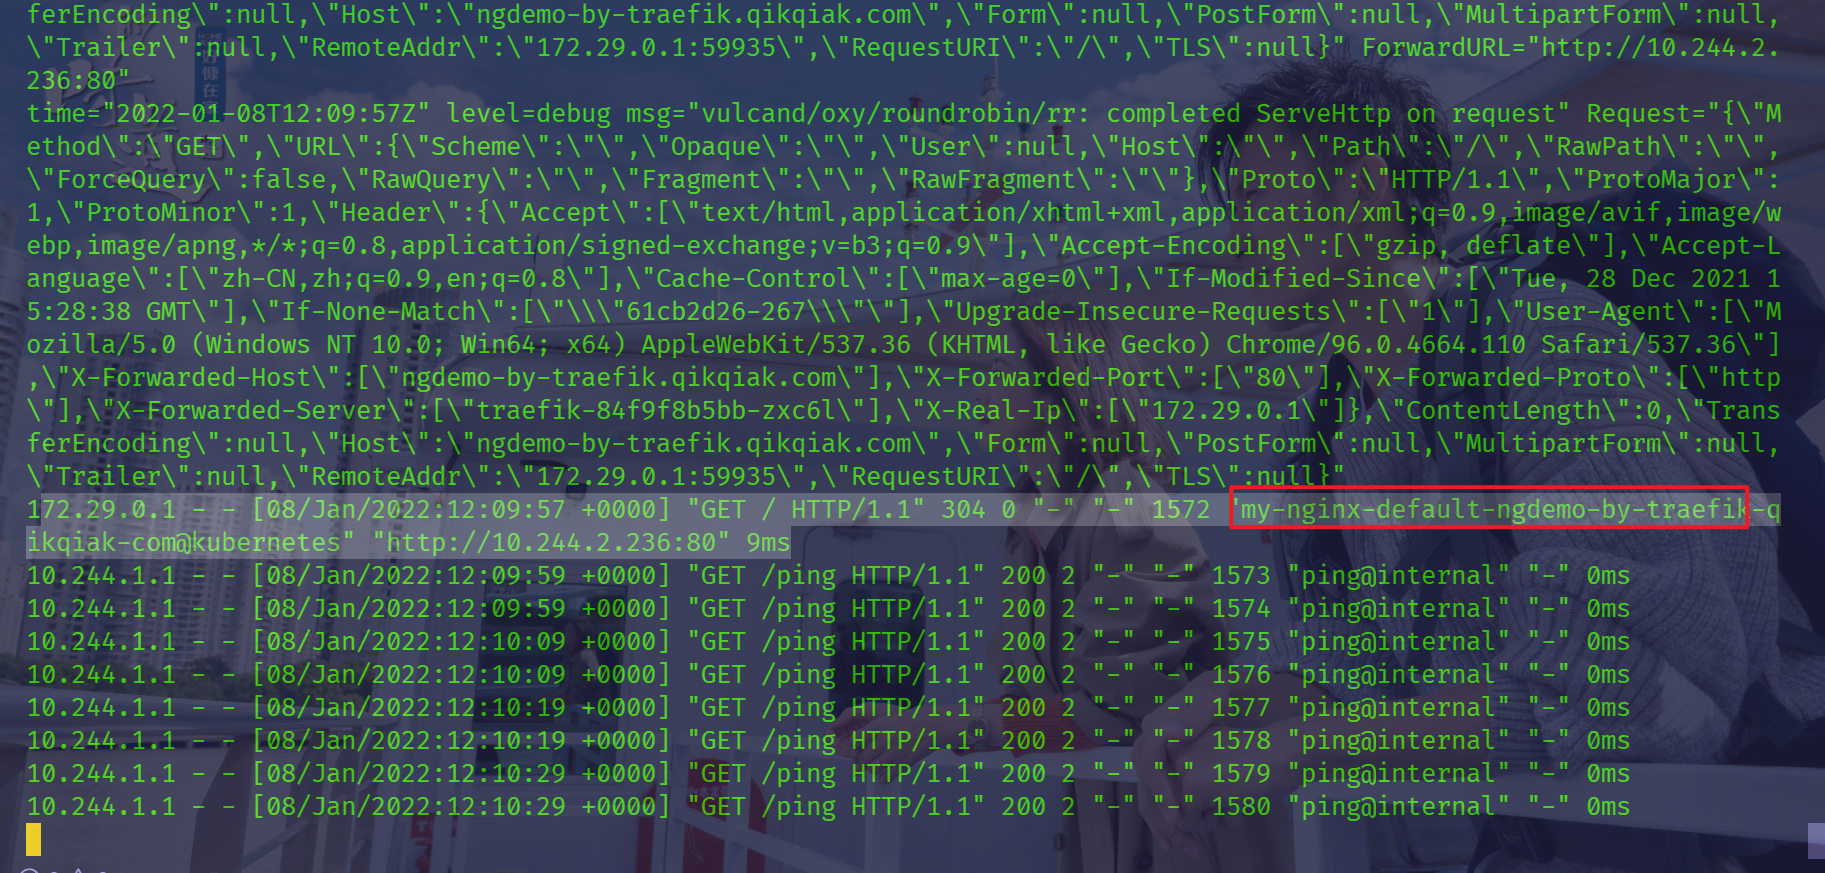 ferEncoding\":null,\"Host\":\"ngdemo-by-traefik.qikqiak.com\",\"Form\":null,\"PostForm\":null,\"MultipartForm\":null,
\"Trailer\":null,\"RemoteAddr\":\"172.29.0.1:59935\",\"RequestURI\":\"/\",\"TLS\":null}" ForwardURL="http://10.244.2.
236:80"
time="2022-01-08T12:09:57Z" level=debug msg="vulcand/oxy/roundrobin/rr: completed ServeHttp on request" Request="{\"M
ethod\":\"GET\",\"URL\":{\"Scheme\":\"\",\"Opaque\":\"\",\"User\":null,\"Host\":\"\",\"Path\":\"/\",\"RawPath\":\"\",
\"ForceQuery\":false,\"RawQuery\":\"\",\"Fragment\":\"\",\"RawFragment\":\"\"},\"Proto\":\"HTTP/1.1\",\"ProtoMajor\":
1,\"ProtoMinor\":1,\"Header\":{\"Accept\":[\"text/html,application/xhtml+xml,application/xml;q=0.9,image/avif,image/w
ebp,image/apng,*/*;q=0.8,application/signed-exchange;v=b3;q=0.9\"],\"Accept-Encoding\":[\"gzip, deflate\"],\"Accept-L
anguage\":[\"zh-CN,zh;q=0.9,en;q=0.8\"],\"Cache-Control\":[\"max-age=0\"],\"If-Modified-Since\":[\"Tue, 28 Dec 2021 1
5:28:38 GMT\"],\"If-None-Match\":[\"\\\"61cb2d26-267\\\"\"],\"Upgrade-Insecure-Requests\":[\"1\"],\"User-Agent\":[\"M
ozilla/5.0 (Windows NT 10.0; Win64; x64) AppleWebKit/537.36 (KHTML, like Gecko) Chrome/96.0.4664.110 Safari/537.36\"]
,\"X-Forwarded-Host\":[\"ngdemo-by-traefik.qikqiak.com\"],\"X-Forwarded-Port\":[\"80\"],\"X-Forwarded-Proto\":[\"http
\"],\"X-Forwarded-Server\":[\"traefik-84f9f8b5bb-zxc6l\"],\"X-Real-Ip\":[\"172.29.0.1\"]},\"ContentLength\":0,\"Trans
ferEncoding\":null,\"Host\":\"ngdemo-by-traefik.qikqiak.com\",\"Form\":null,\"PostForm\":null,\"MultipartForm\":null,
\"Trailer\":null,\"RemoteAddr\":\"172.29.0.1:59935\",\"RequestURI\":\"/\",\"TLS\":null}"
172.29.0.1 - - [08/Jan/2022:12:09:57 +0000] "GET / HTTP/1.1" 304 0 "-" "-" 1572 "my-nginx-default-ngdemo-by-traefik-q
ikqiak-com@kubernetes" "http://10.244.2.236:80" 9ms
10.244.1.1 - - [08/Jan/2022:12:09:59 +0000] "GET /ping HTTP/1.1" 200 2 "-" "-" 1573 "ping@internal" "-" 0ms
10.244.1.1 - - [08/Jan/2022:12:09:59 +0000] "GET /ping HTTP/1.1" 200 2 "-" "-" 1574 "ping@internal" "-" 0ms
10.244.1.1 - - [08/Jan/2022:12:10:09 +0000] "GET /ping HTTP/1.1" 200 2 "-" "-" 1575 "ping@internal" "-" 0ms
10.244.1.1 - - [08/Jan/2022:12:10:09 +0000] "GET /ping HTTP/1.1" 200 2 "-" "-" 1576 "ping@internal" "-" 0ms
10.244.1.1 - - [08/Jan/2022:12:10:19 +0000] "GET /ping HTTP/1.1" 200 2 "-" "-" 1577 "ping@internal" "-" 0ms
10.244.1.1 - - [08/Jan/2022:12:10:19 +0000] "GET /ping HTTP/1.1" 200 2 "-" "-" 1578 "ping@internal" "-" 0ms
10.244.1.1 - - [08/Jan/2022:12:10:29 +0000] "GET /ping HTTP/1.1" 200 2 "-" "-" 1579 "ping@internal" "-" 0ms
10.244.1.1 - - [08/Jan/2022:12:10:29 +0000] "GET /ping HTTP/1.1" 200 2 "-" "-" 1580 "ping@internal" "-" 0ms